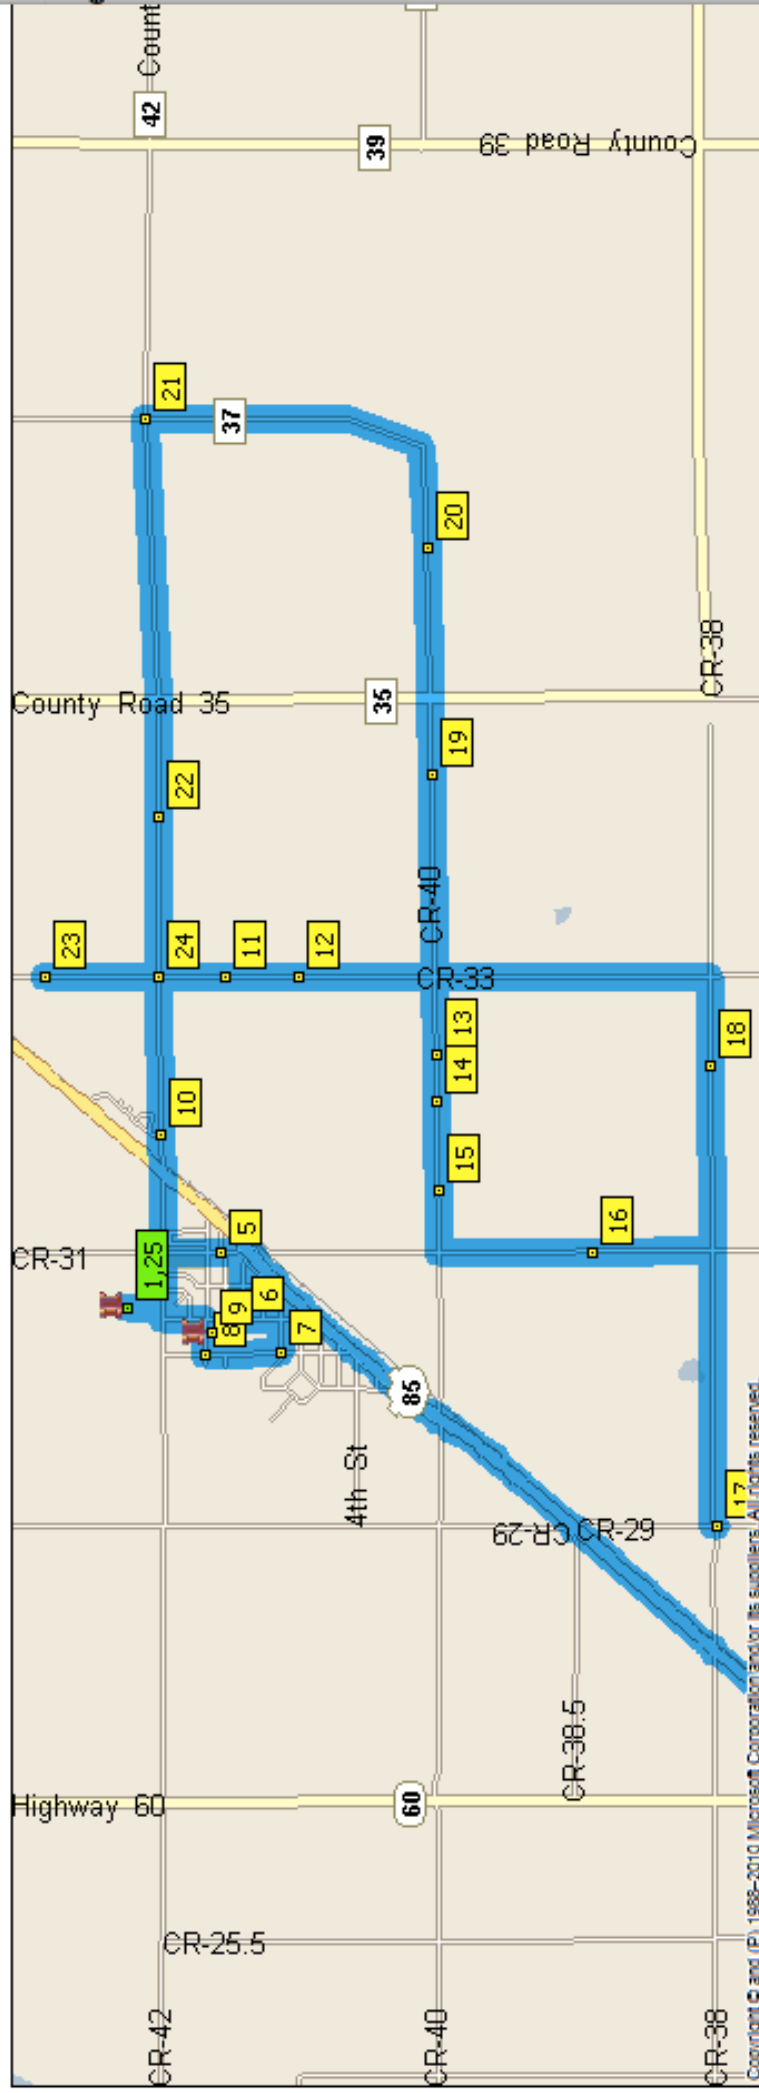 Count
42
39
County Road 39
21
37
20
CR-38
County Road 35
35
19
22
CR-40
23
24
11
12
CR-33
13
14
18
10
15
16
CR-31
1,25
5
6
9
8
7
85
4th St
17
CR-29
CR-29
CR-38.5
Highway 60
60
CR-25.5
CR-42
CR-40
CR-38
Copyright © and (P) 1988–2010 Microsoft Corporation and/or its suppliers. All rights reserved.